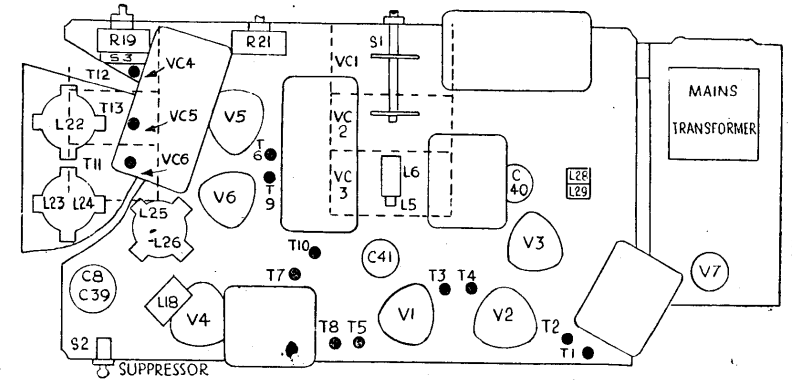 R19
S3
T12
VC4
R21
VC1
S1
MAINS
TRANSFORMER
T13
VC5
V5
VC
2
L22
T11
VC6
T
6
VC
3
L6
L5
C
40
L28
L29
L23 L24
L25
L26
V6
T
9
V3
T10
C41
T7
T3 T4
V7
C8
C39
L18
V4
V1
V2
T8 T5
T2
T1
S2
SUPPRESSOR